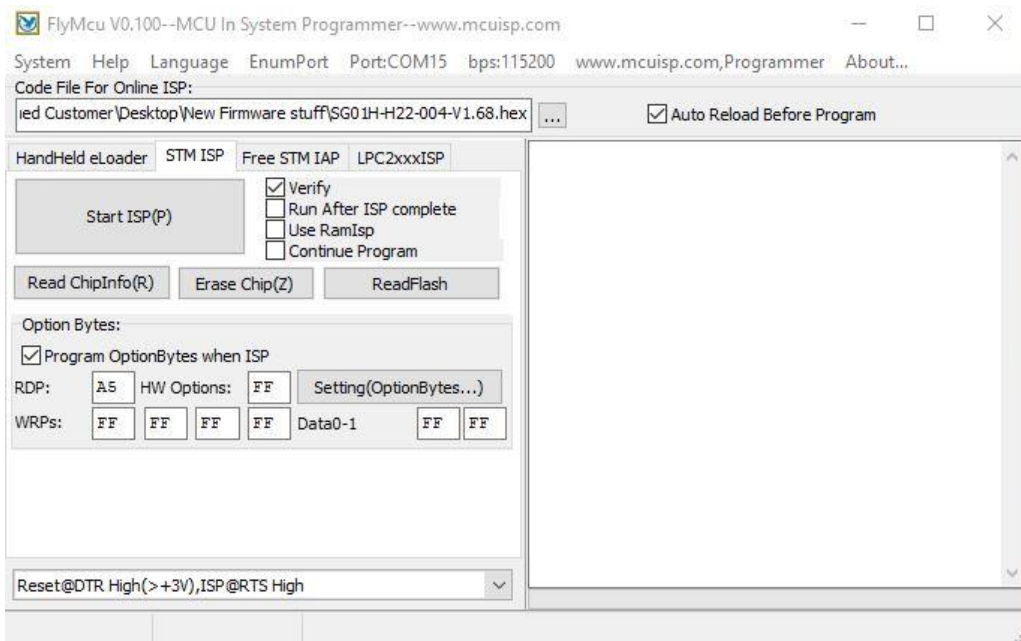 FlyMcu V0.100--MCU In System Programmer--www.mcuisp.com
System Help Language EnumPort Port:COM15 bps:115200 www.mcuisp.com,Programmer About...
Code File For Online ISP:
ied Customer\Desktop\New Firmware stuff\SG01H-H22-004-V1.68.hex ... Auto Reload Before Program
HandHeld eLoader STM ISP Free STM IAP LPC2xxxISP
Start ISP(P)
Verify
Run After ISP complete
Use RamIsp
Continue Program
Read ChipInfo(R) Erase Chip(Z) ReadFlash
Option Bytes:
Program OptionBytes when ISP
RDP: A5 HW Options: FF Setting(OptionBytes...)
WRPs: FF FF FF FF Data0-1 FF FF
Reset@DTR High(>+3V),ISP@RTS High